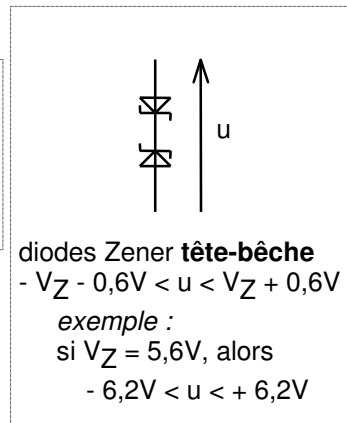 u
diodes Zener tête-bêche
- VZ - 0,6V < u < VZ + 0,6V
exemple :
si VZ = 5,6V, alors
- 6,2V < u < + 6,2V